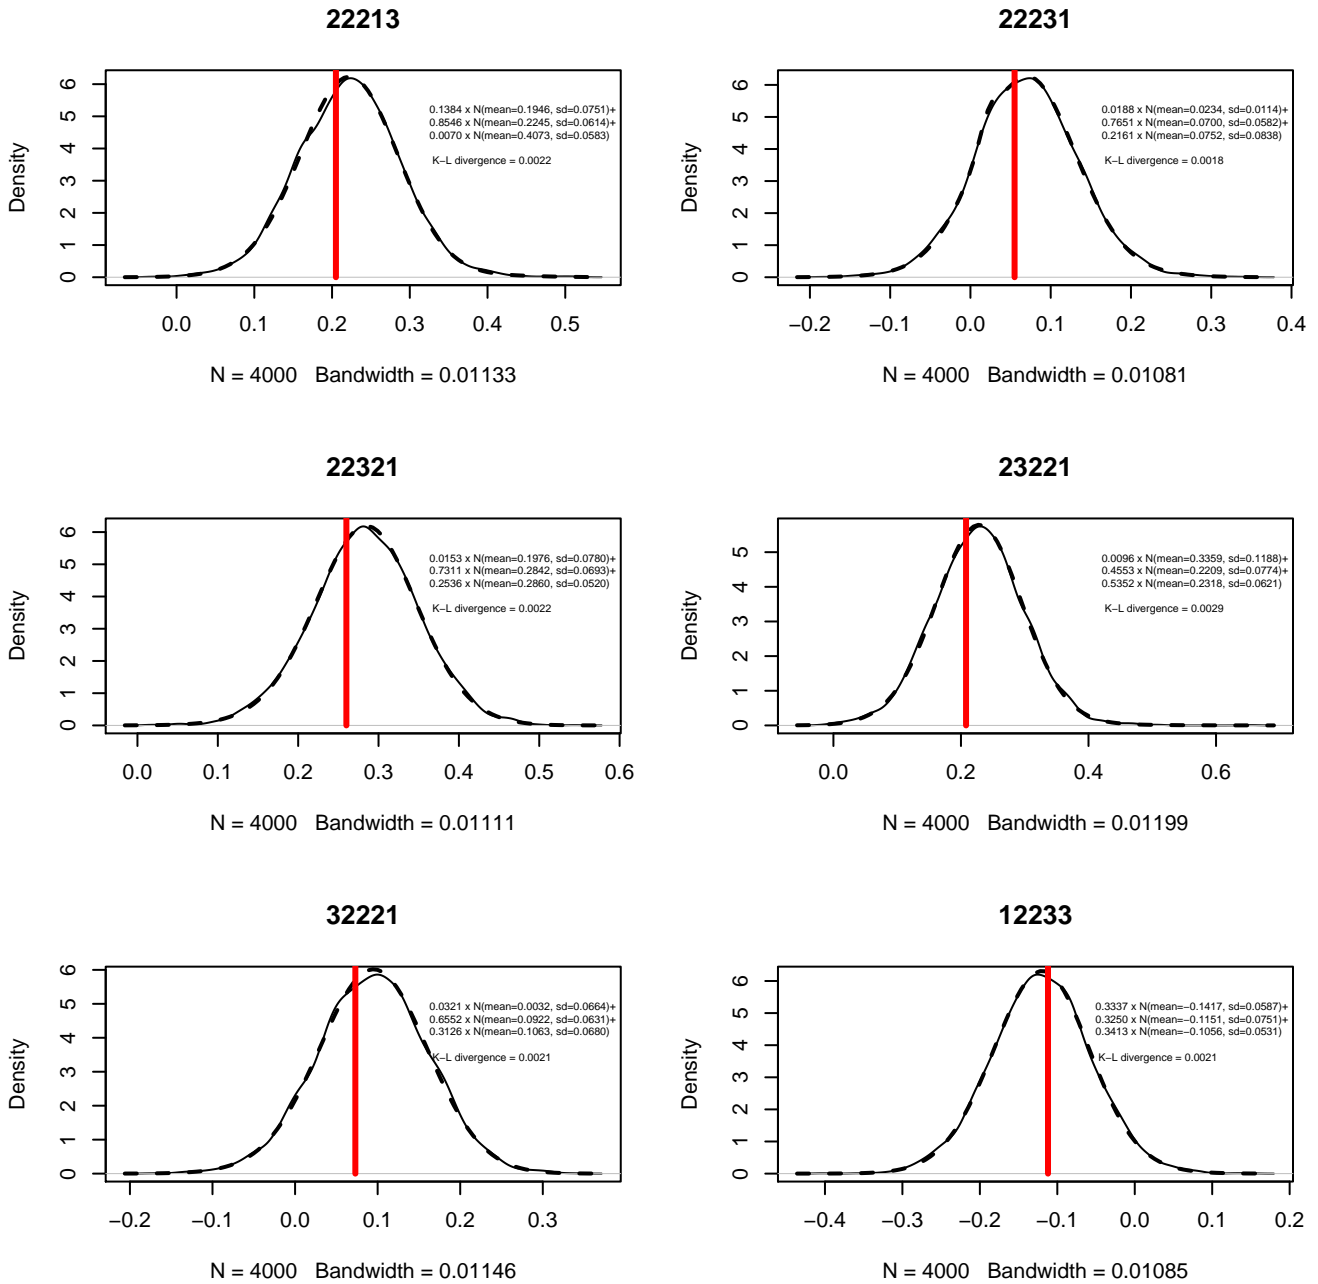 22213
Density
0 1 2 3 4 5 6
0.1384 x N(mean=0.1946, sd=0.0751)+
0.8546 x N(mean=0.2245, sd=0.0614)+
0.0070 x N(mean=0.4073, sd=0.0583)
K−L divergence = 0.0022
0.0 0.1 0.2 0.3 0.4 0.5
N = 4000 Bandwidth = 0.01133
22231
Density
0 1 2 3 4 5 6
0.0188 x N(mean=0.0234, sd=0.0114)+
0.7651 x N(mean=0.0700, sd=0.0582)+
0.2161 x N(mean=0.0752, sd=0.0838)
K−L divergence = 0.0018
−0.2 −0.1 0.0 0.1 0.2 0.3 0.4
N = 4000 Bandwidth = 0.01081
22321
Density
0 1 2 3 4 5 6
0.0153 x N(mean=0.1976, sd=0.0780)+
0.7311 x N(mean=0.2842, sd=0.0693)+
0.2536 x N(mean=0.2860, sd=0.0520)
K−L divergence = 0.0022
0.0 0.1 0.2 0.3 0.4 0.5 0.6
N = 4000 Bandwidth = 0.01111
23221
Density
0 1 2 3 4 5
0.0096 x N(mean=0.3359, sd=0.1188)+
0.4553 x N(mean=0.2209, sd=0.0774)+
0.5352 x N(mean=0.2318, sd=0.0621)
K−L divergence = 0.0029
0.0 0.2 0.4 0.6
N = 4000 Bandwidth = 0.01199
32221
Density
0 1 2 3 4 5 6
0.0321 x N(mean=0.0032, sd=0.0664)+
0.6552 x N(mean=0.0922, sd=0.0631)+
0.3126 x N(mean=0.1063, sd=0.0680)
K−L divergence = 0.0021
−0.2 −0.1 0.0 0.1 0.2 0.3
N = 4000 Bandwidth = 0.01146
12233
Density
0 1 2 3 4 5 6
0.3337 x N(mean=−0.1417, sd=0.0587)+
0.3250 x N(mean=−0.1151, sd=0.0751)+
0.3413 x N(mean=−0.1056, sd=0.0531)
K−L divergence = 0.0021
−0.4 −0.3 −0.2 −0.1 0.0 0.1 0.2
N = 4000 Bandwidth = 0.01085